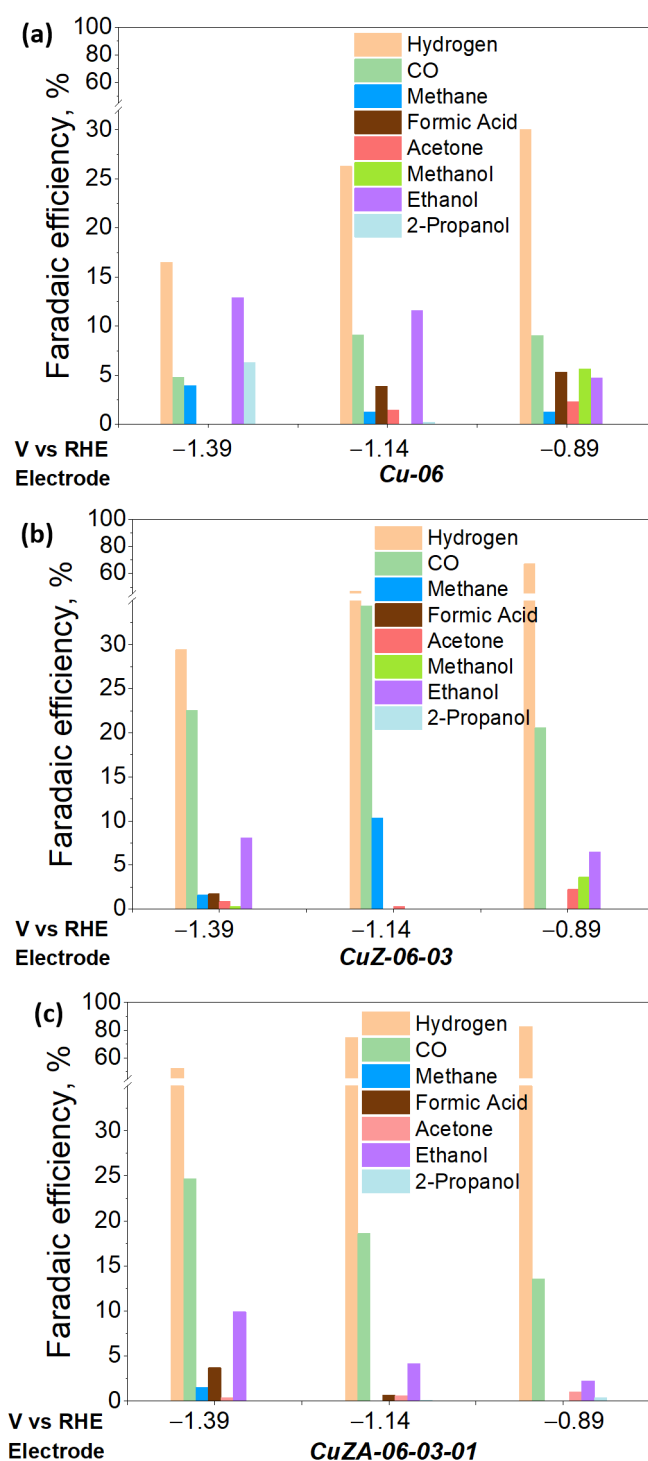 (a)
100
80
60
30
25
20
15
10
5
0
Faradaic efficiency, %
Hydrogen
CO
Methane
Formic Acid
Acetone
Methanol
Ethanol
2-Propanol
V vs RHE −1.39 −1.14 −0.89
Electrode Cu-06
(b)
100
80
60
30
20
10
5
0
Faradaic efficiency, %
Hydrogen
CO
Methane
Formic Acid
Acetone
Methanol
Ethanol
2-Propanol
V vs RHE −1.39 −1.14 −0.89
Electrode CuZ-06-03
(c)
100
80
60
30
25
20
15
10
5
0
Faradaic efficiency, %
Hydrogen
CO
Methane
Formic Acid
Acetone
Ethanol
2-Propanol
V vs RHE −1.39 −1.14 −0.89
Electrode CuZA-06-03-01